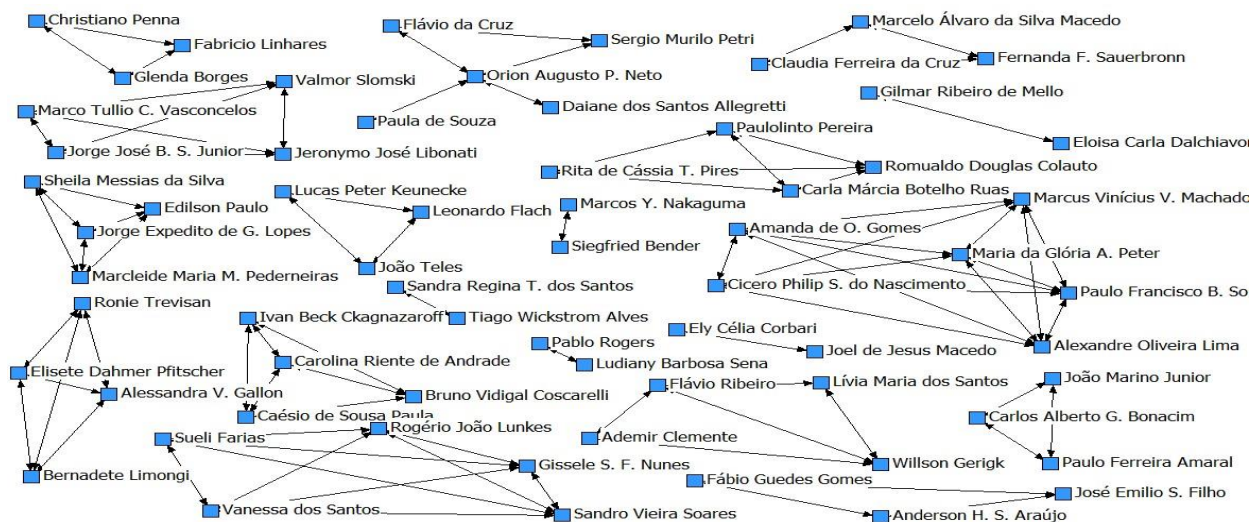 Christiano Penna
Fabricio Linhares
Glenda Borges
Flávio da Cruz
Sergio Murilo Petri
Orion Augusto P. Neto
Daiane dos Santos Allegretti
Paula de Souza
Marcelo Álvaro da Silva Macedo
Claudia Ferreira da Cruz
Fernanda F. Sauerbronn
Gilmar Ribeiro de Mello
Eloisa Carla Dalchiavon
Valmor Slomski
Marco Tullio C. Vasconcelos
Jorge José B. S. Junior
Jeronymo José Libonati
Paulolinto Pereira
Rita de Cássia T. Pires
Romualdo Douglas Colauto
Carla Márcia Botelho Ruas
Sheila Messias da Silva
Edilson Paulo
Jorge Expedito de G. Lopes
Marcleide Maria M. Pederneiras
Lucas Peter Keunecke
Leonardo Flach
João Teles
Marcos Y. Nakaguma
Siegfried Bender
Marcus Vinícius V. Machado
Amanda de O. Gomes
Maria da Glória A. Peter
Cicero Philip S. do Nascimento
Paulo Francisco B. So
Alexandre Oliveira Lima
Sandra Regina T. dos Santos
Tiago Wickstrom Alves
Ronie Trevisan
Elisete Dahmer Pfitscher
Alessandra V. Gallon
Bernadete Limongi
Ivan Beck Ckagnazaroff
Carolina Riente de Andrade
Bruno Vidigal Coscarelli
Caésio de Sousa Paula
Pablo Rogers
Ludiany Barbosa Sena
Ely Célia Corbari
Joel de Jesus Macedo
Flávio Ribeiro
Lívia Maria dos Santos
Ademir Clemente
Willson Gerigk
João Marino Junior
Carlos Alberto G. Bonacim
Paulo Ferreira Amaral
Sueli Farias
Rogério João Lunkes
Gissele S. F. Nunes
Vanessa dos Santos
Sandro Vieira Soares
Fábio Guedes Gomes
José Emilio S. Filho
Anderson H. S. Araújo